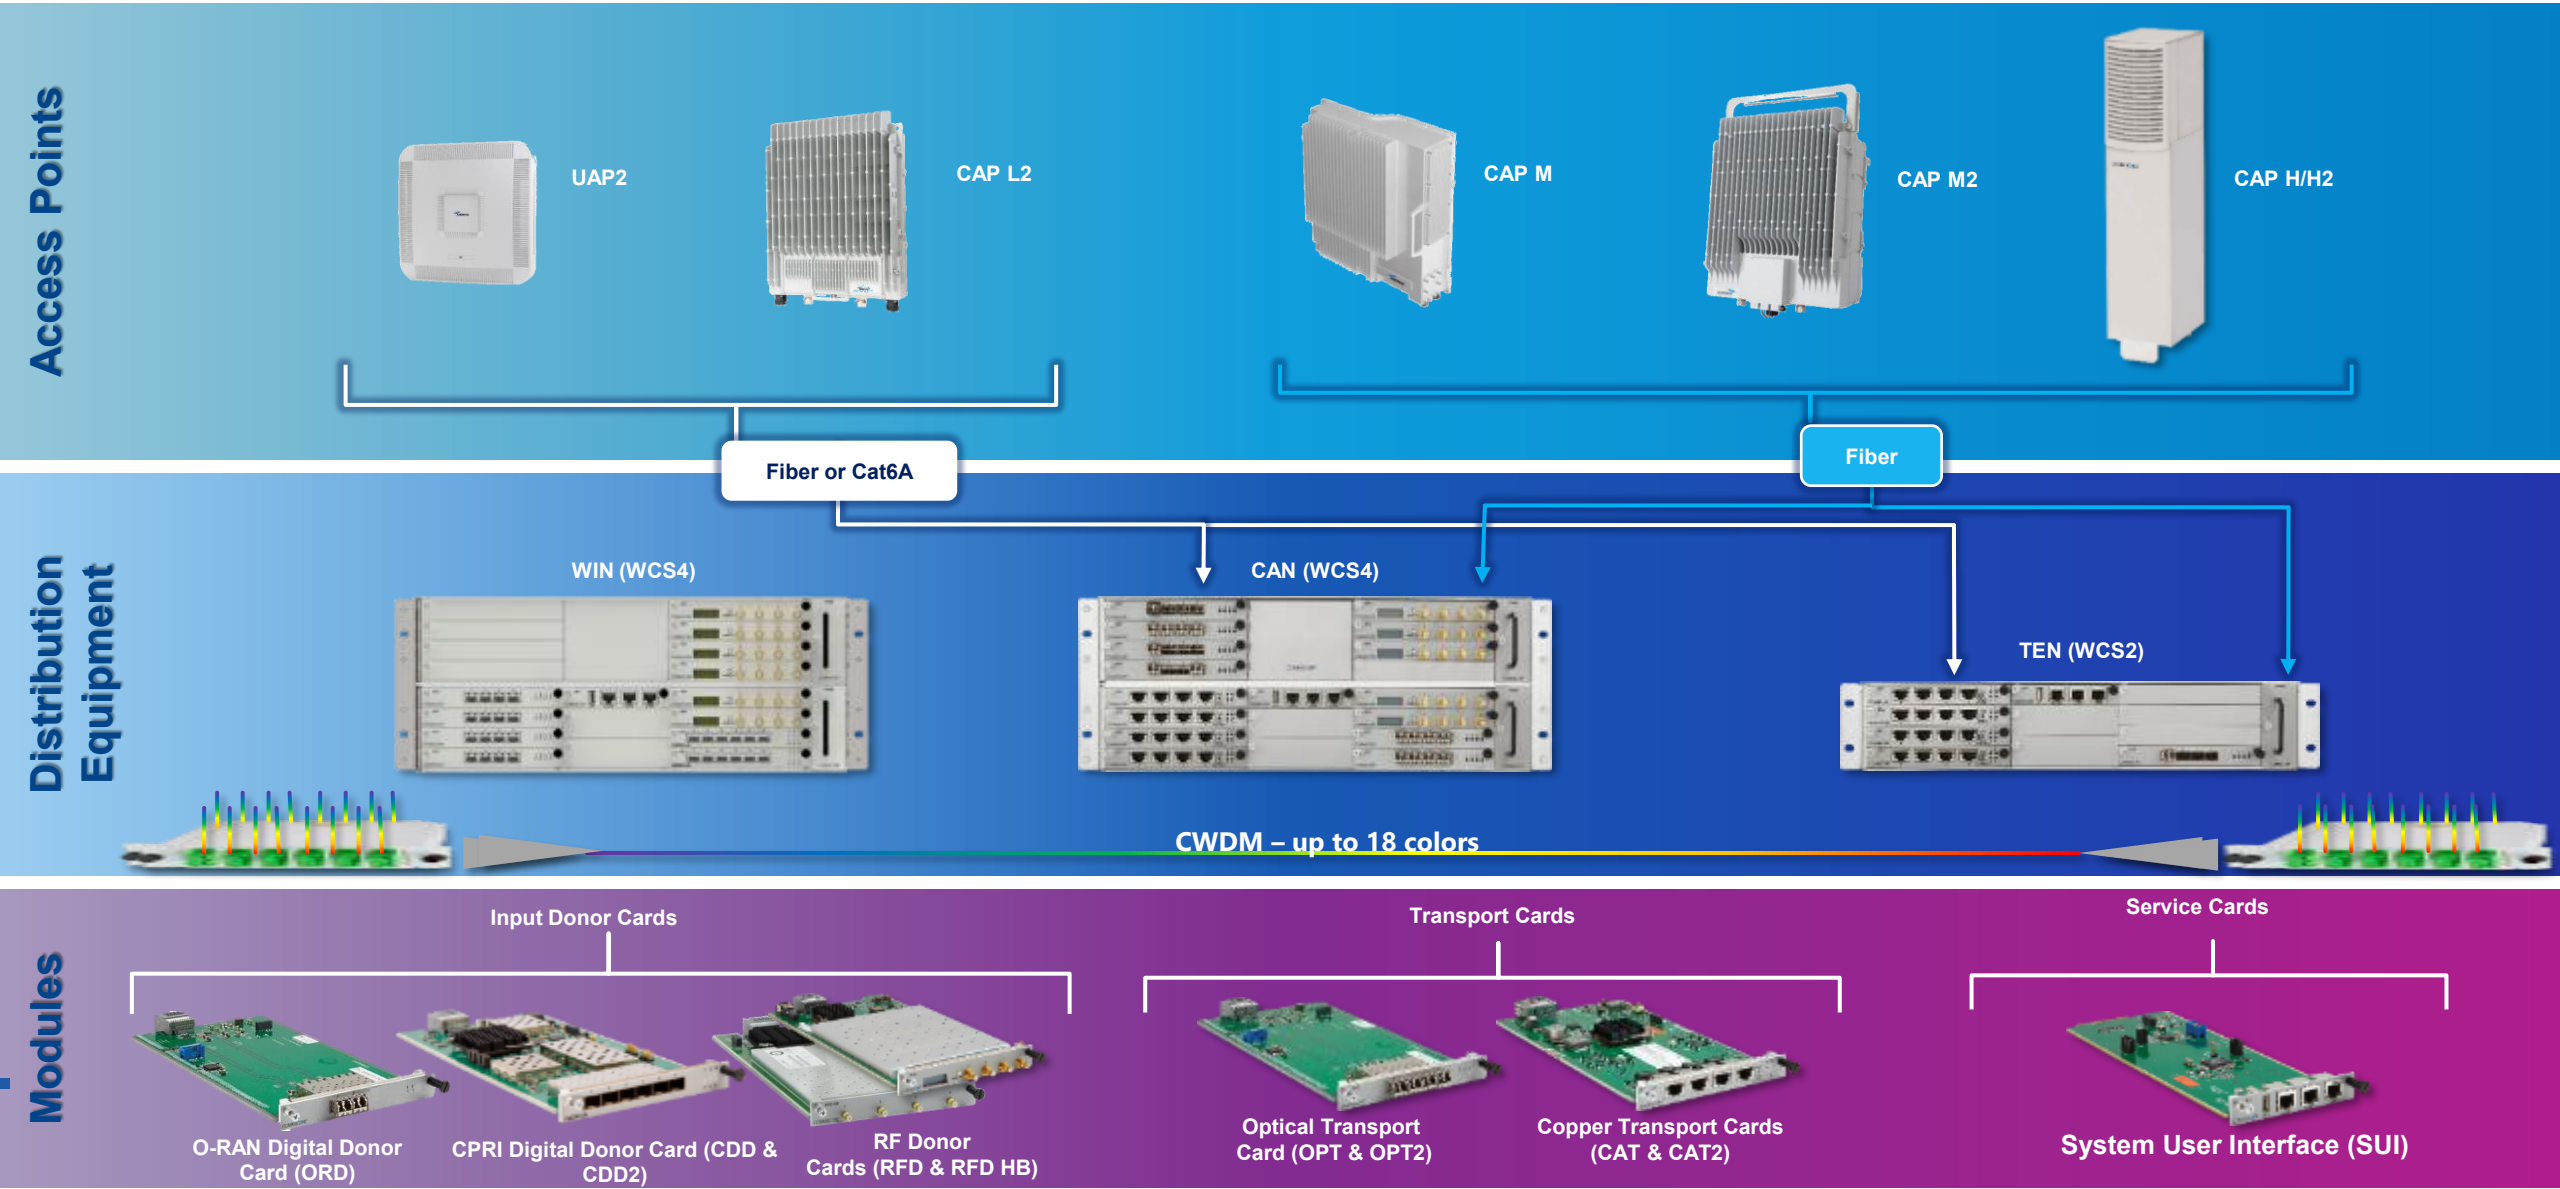 Access Points
UAP2
CAP L2
CAP M
CAP M2
CAP H/H2
Fiber or Cat6A
Fiber
Distribution
Equipment
WIN (WCS4)
CAN (WCS4)
TEN (WCS2)
CWDM – up to 18 colors
Modules
Input Donor Cards
Transport Cards
Service Cards
O-RAN Digital Donor
Card (ORD)
CPRI Digital Donor Card (CDD &
CDD2)
RF Donor
Cards (RFD & RFD HB)
Optical Transport
Card (OPT & OPT2)
Copper Transport Cards
(CAT & CAT2)
System User Interface (SUI)